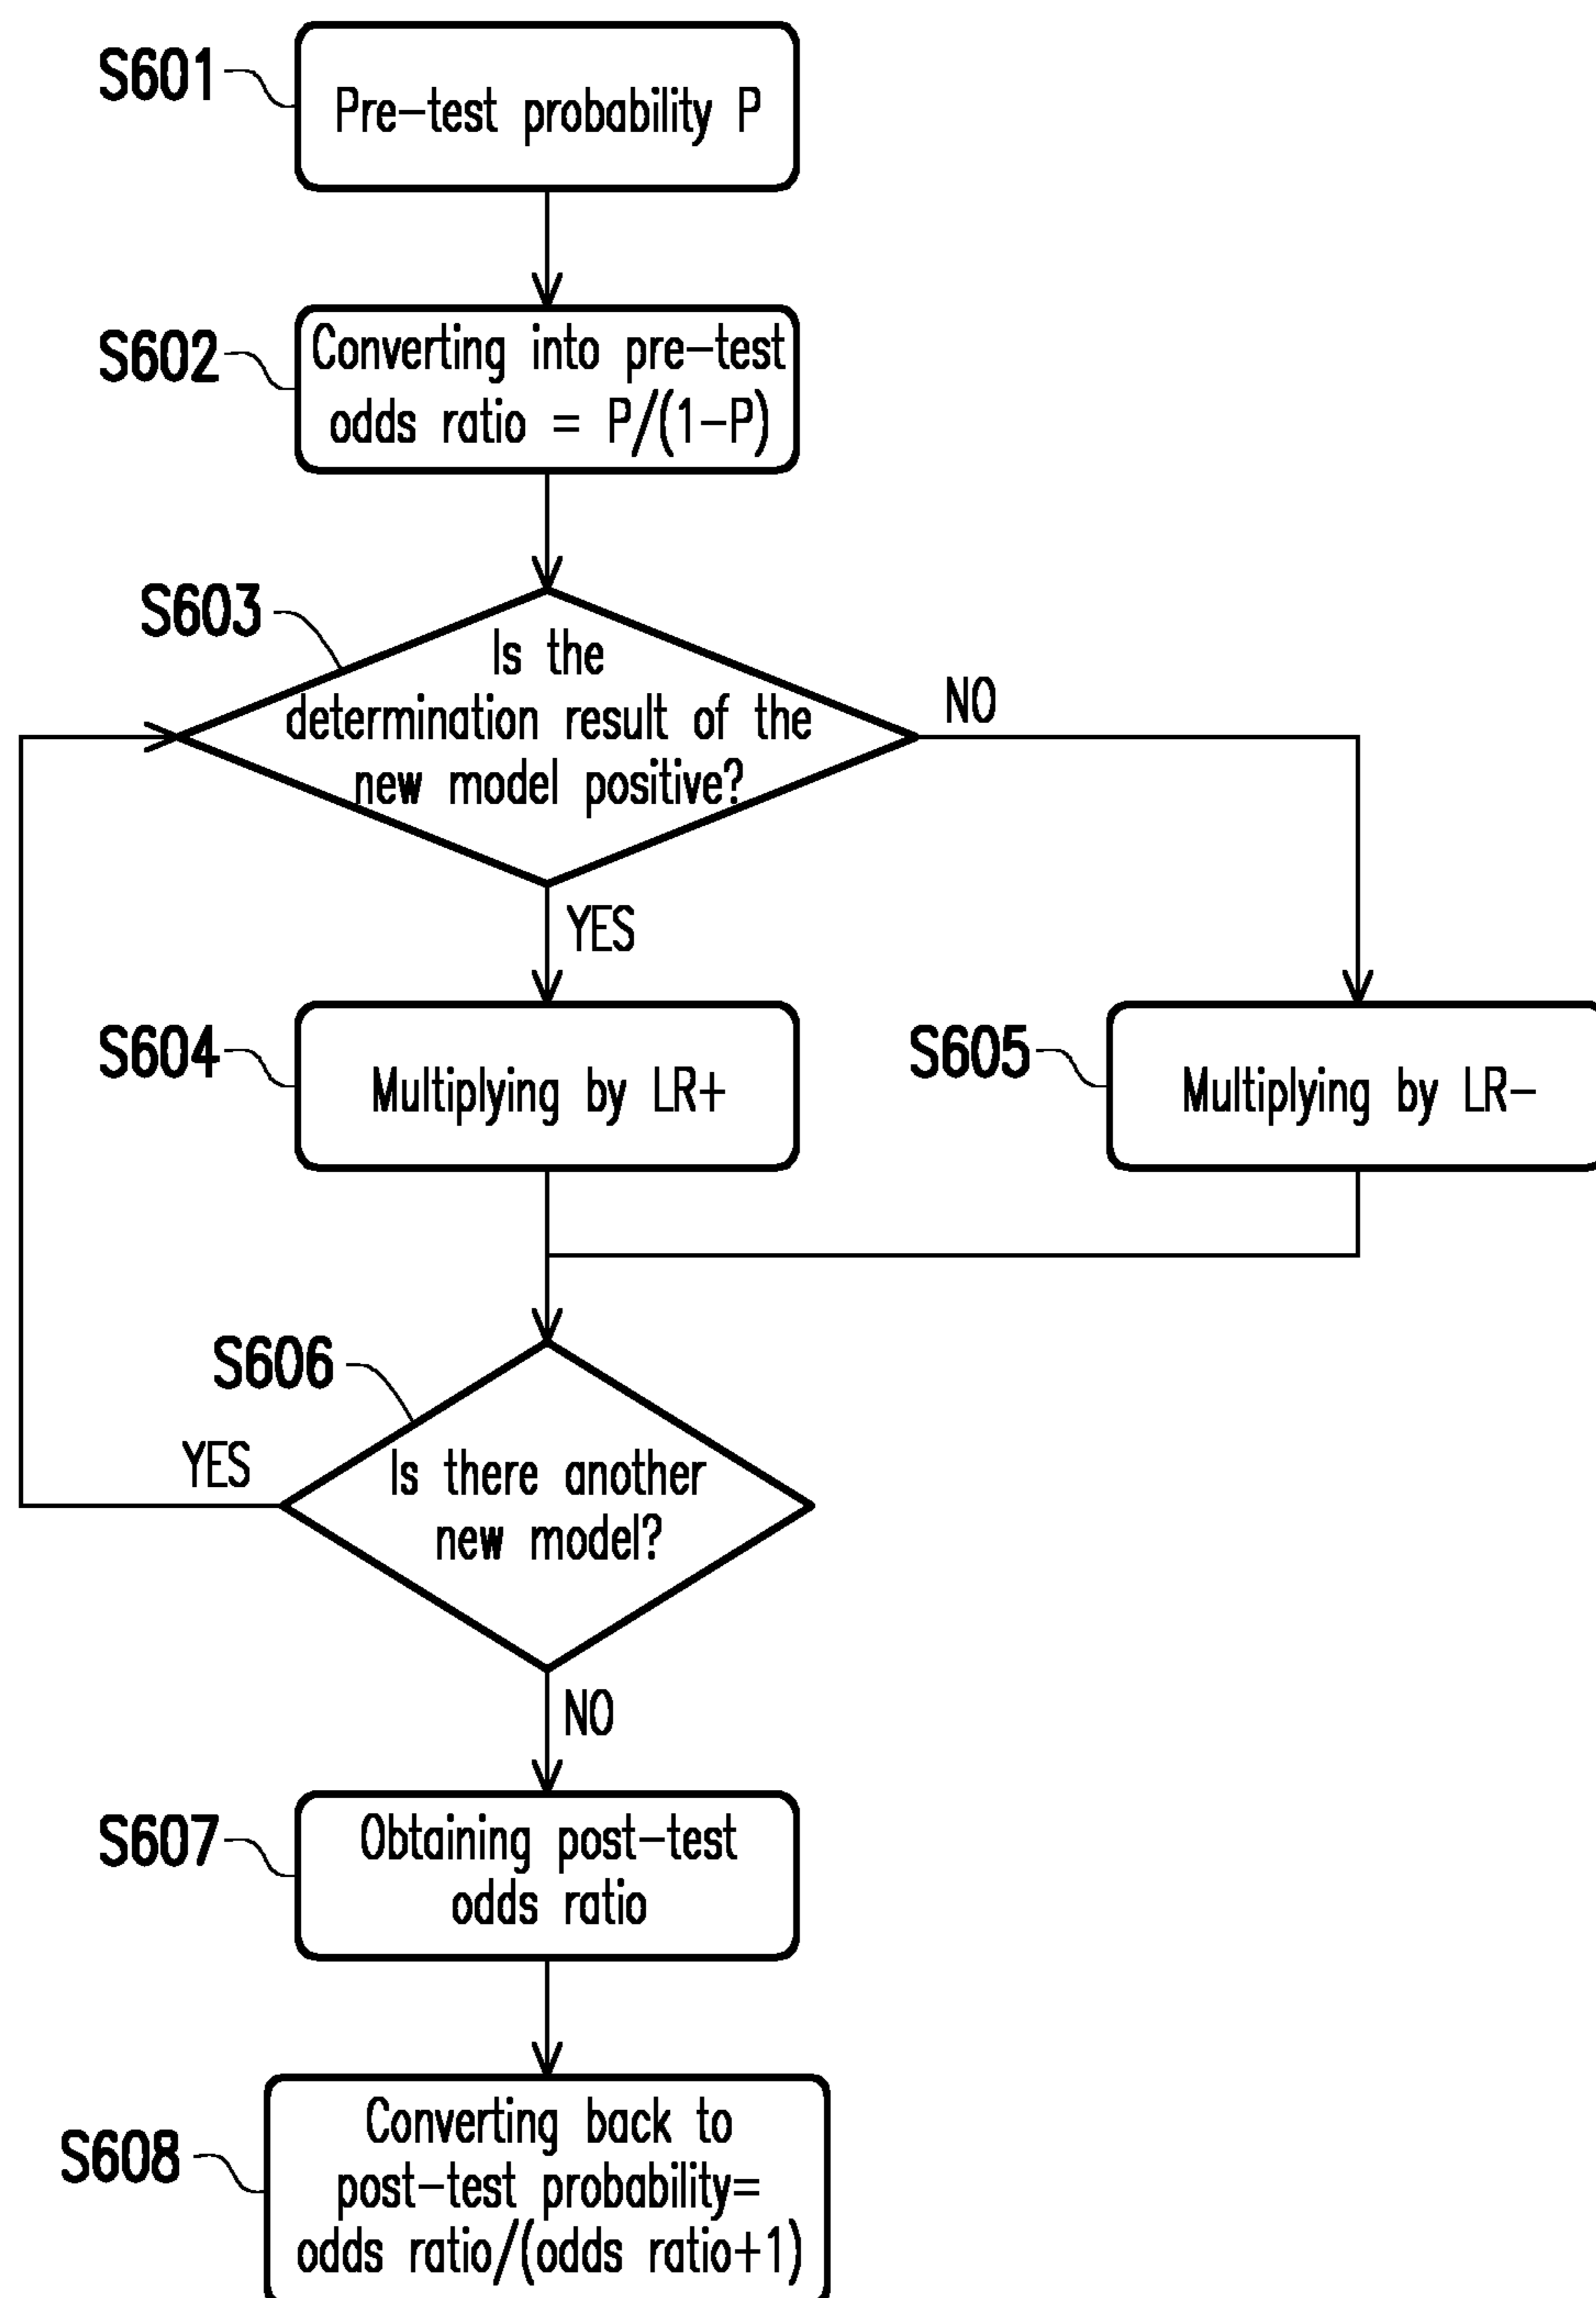 S601
Pre-test probability P
S602
Converting into pre-test
odds ratio = P/(1-P)
S603
Is the
determination result of the
new model positive?
NO
YES
S604
Multiplying by LR+
S605
Multiplying by LR-
S606
Is there another
new model?
YES
NO
S607
Obtaining post-test
odds ratio
S608
Converting back to
post-test probability=
odds ratio/(odds ratio+1)